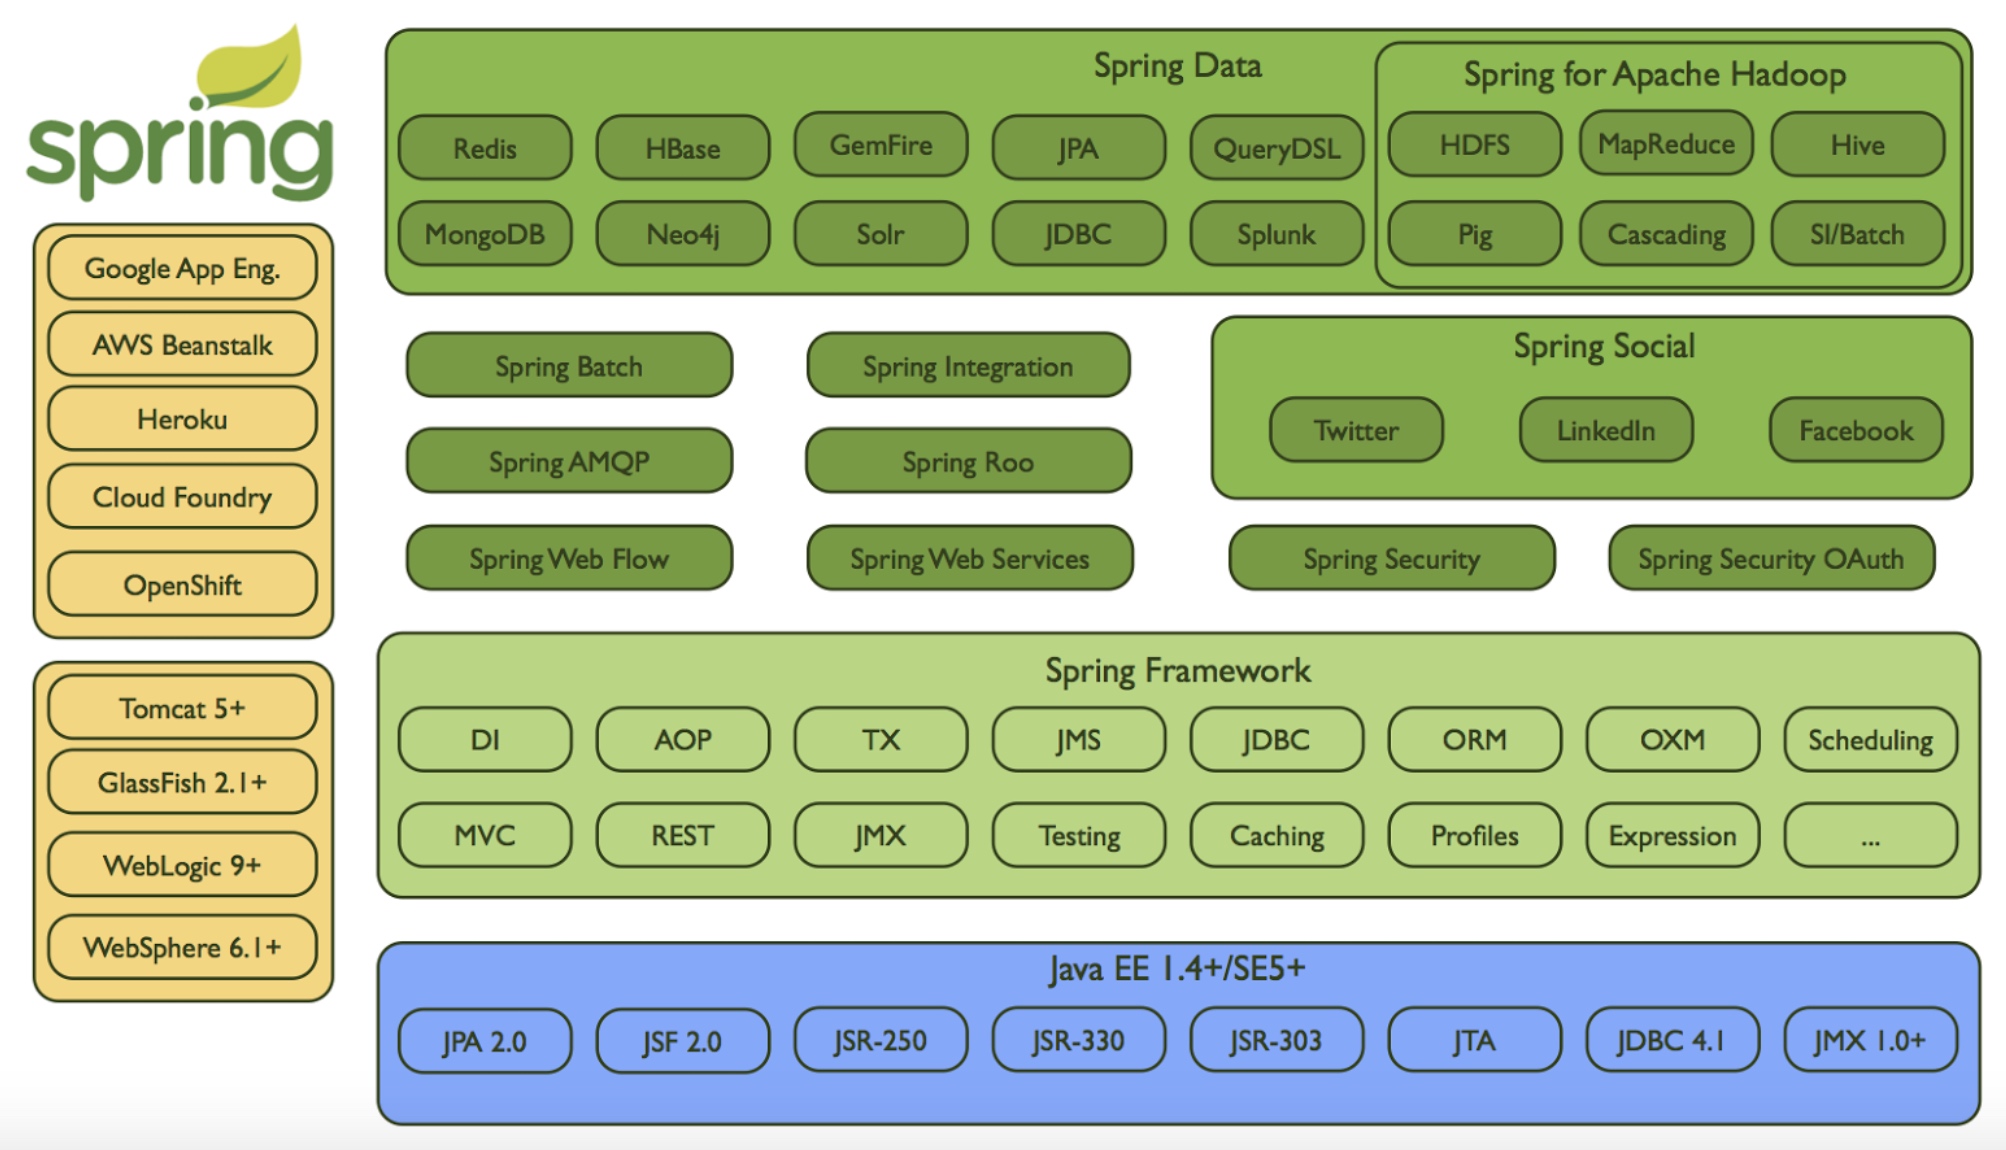 spring
Google App Eng.
AWS Beanstalk
Heroku
Cloud Foundry
OpenShift
Tomcat 5+
GlassFish 2.1+
WebLogic 9+
WebSphere 6.1+
Spring Data
Redis HBase GemFire JPA QueryDSL
MongoDB Neo4j Solr JDBC Splunk
Spring for Apache Hadoop
HDFS MapReduce Hive
Pig Cascading SI/Batch
Spring Batch Spring Integration
Spring AMQP Spring Roo
Spring Web Flow Spring Web Services
Spring Social
Twitter LinkedIn Facebook
Spring Security Spring Security OAuth
Spring Framework
DI AOP TX JMS JDBC ORM OXM Scheduling
MVC REST JMX Testing Caching Profiles Expression ...
Java EE 1.4+/SE5+
JPA 2.0 JSF 2.0 JSR-250 JSR-330 JSR-303 JTA JDBC 4.1 JMX 1.0+